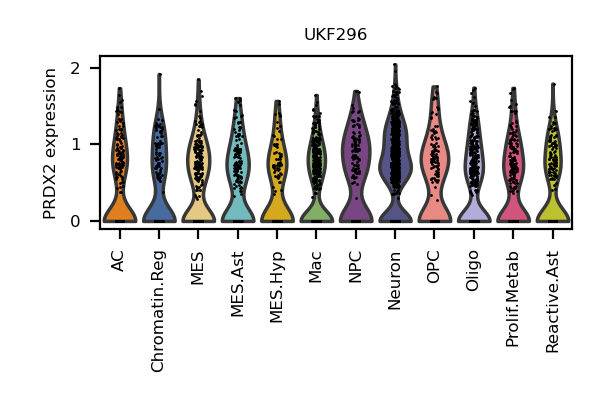 UKF296
PRDX2 expression
2
1
0
AC
Chromatin.Reg
MES
MES.Ast
MES.Hyp
Mac
NPC
Neuron
OPC
Oligo
Prolif.Metab
Reactive.Ast